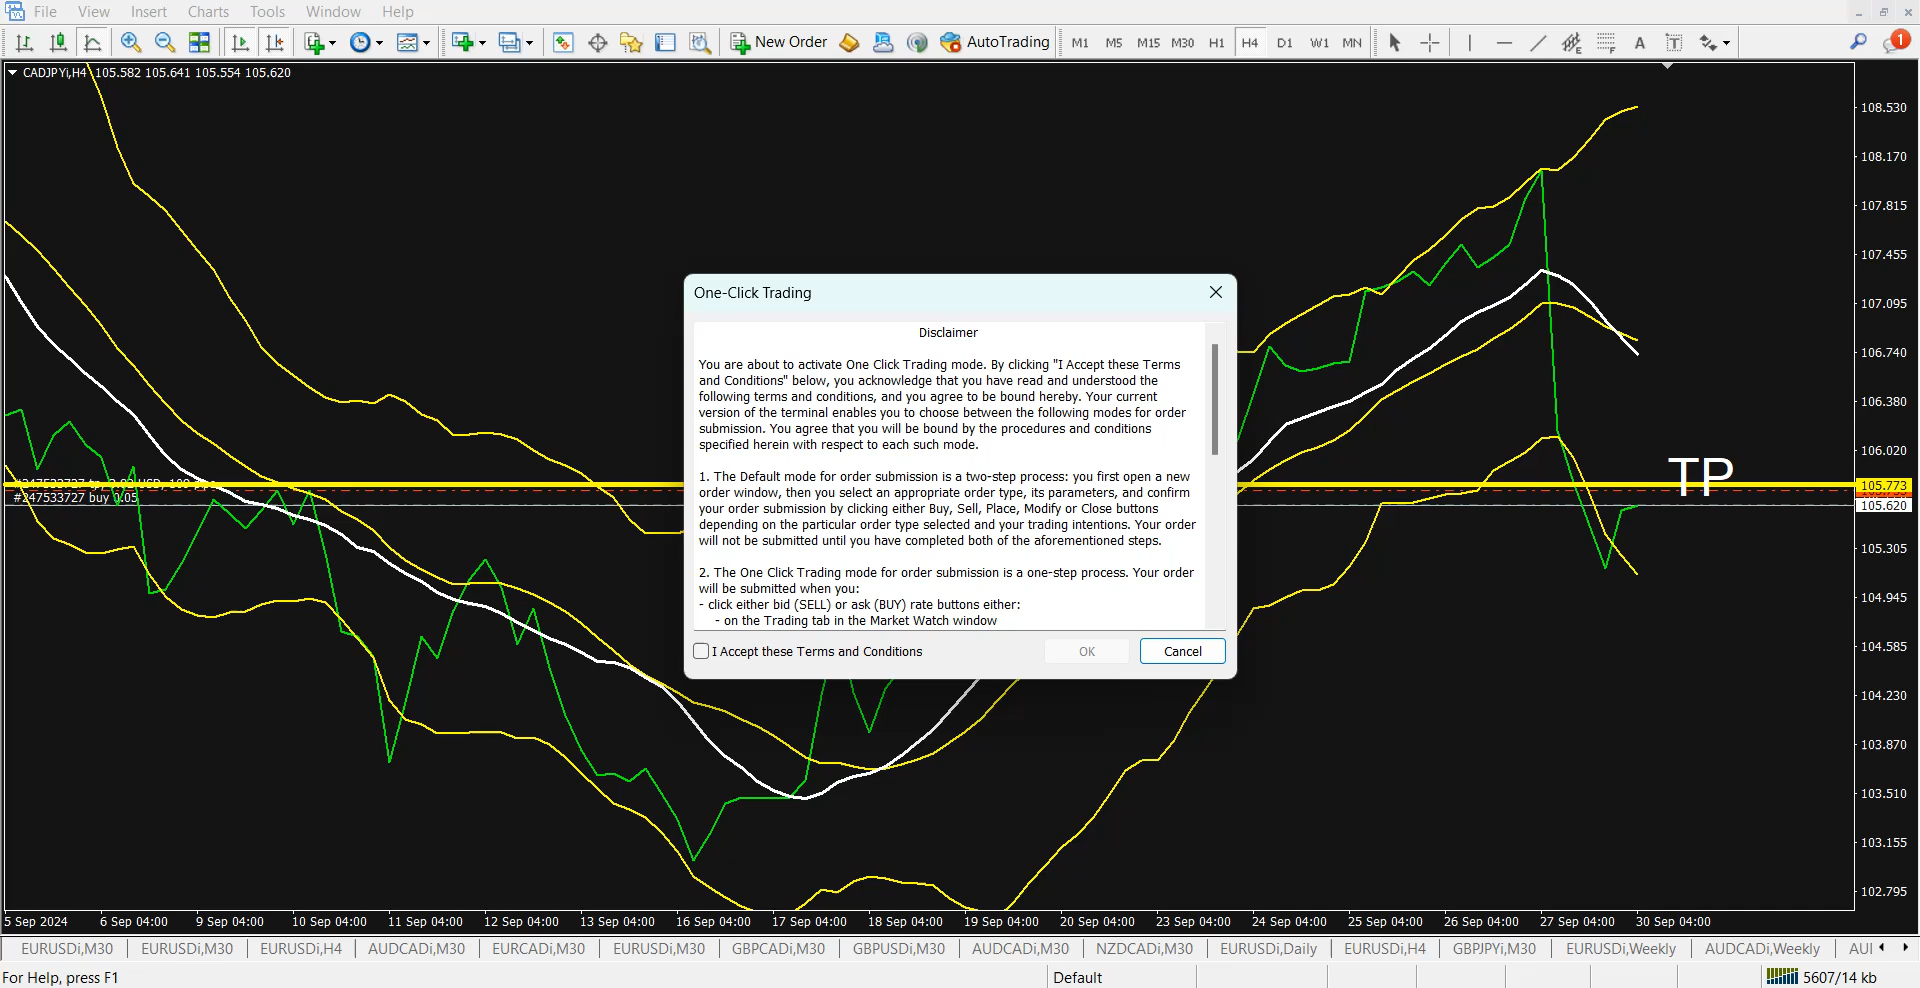 File View Insert Charts Tools Window Help
New Order AutoTrading M1 M5 M15 M30 H1 H4 D1 W1 MN A T 1
CADJPYi,H4 105.582 105.641 105.554 105.620
108.530
108.170
107.815
107.455
107.095
106.740
106.380
106.020
TP
105.773
#247533727 buy 0.05
105.620
105.305
104.945
104.585
104.230
103.870
103.510
103.155
102.795
One-Click Trading
Disclaimer
You are about to activate One Click Trading mode. By clicking "I Accept these Terms
and Conditions" below, you acknowledge that you have read and understood the
following terms and conditions, and you agree to be bound hereby. Your current
version of the terminal enables you to choose between the following modes for order
submission. You agree that you will be bound by the procedures and conditions
specified herein with respect to each such mode.
1. The Default mode for order submission is a two-step process: you first open a new
order window, then you select an appropriate order type, its parameters, and confirm
your order submission by clicking either Buy, Sell, Place, Modify or Close buttons
depending on the particular order type selected and your trading intentions. Your order
will not be submitted until you have completed both of the aforementioned steps.
2. The One Click Trading mode for order submission is a one-step process. Your order
will be submitted when you:
- click either bid (SELL) or ask (BUY) rate buttons either:
- on the Trading tab in the Market Watch window
I Accept these Terms and Conditions OK Cancel
5 Sep 2024 6 Sep 04:00 9 Sep 04:00 10 Sep 04:00 11 Sep 04:00 12 Sep 04:00 13 Sep 04:00 16 Sep 04:00 17 Sep 04:00 18 Sep 04:00 19 Sep 04:00 20 Sep 04:00 23 Sep 04:00 24 Sep 04:00 25 Sep 04:00 26 Sep 04:00 27 Sep 04:00 30 Sep 04:00
EURUSDi,M30 EURUSDi,M30 EURUSDi,H4 AUDCADi,M30 EURCADi,M30 EURUSDi,M30 GBPCADi,M30 GBPUSDi,M30 AUDCADi,M30 NZDCADi,M30 EURUSDi,Daily EURUSDi,H4 GBPJPYi,M30 EURUSDi,Weekly AUDCADi,Weekly AUI
For Help, press F1 Default 5607/14 kb